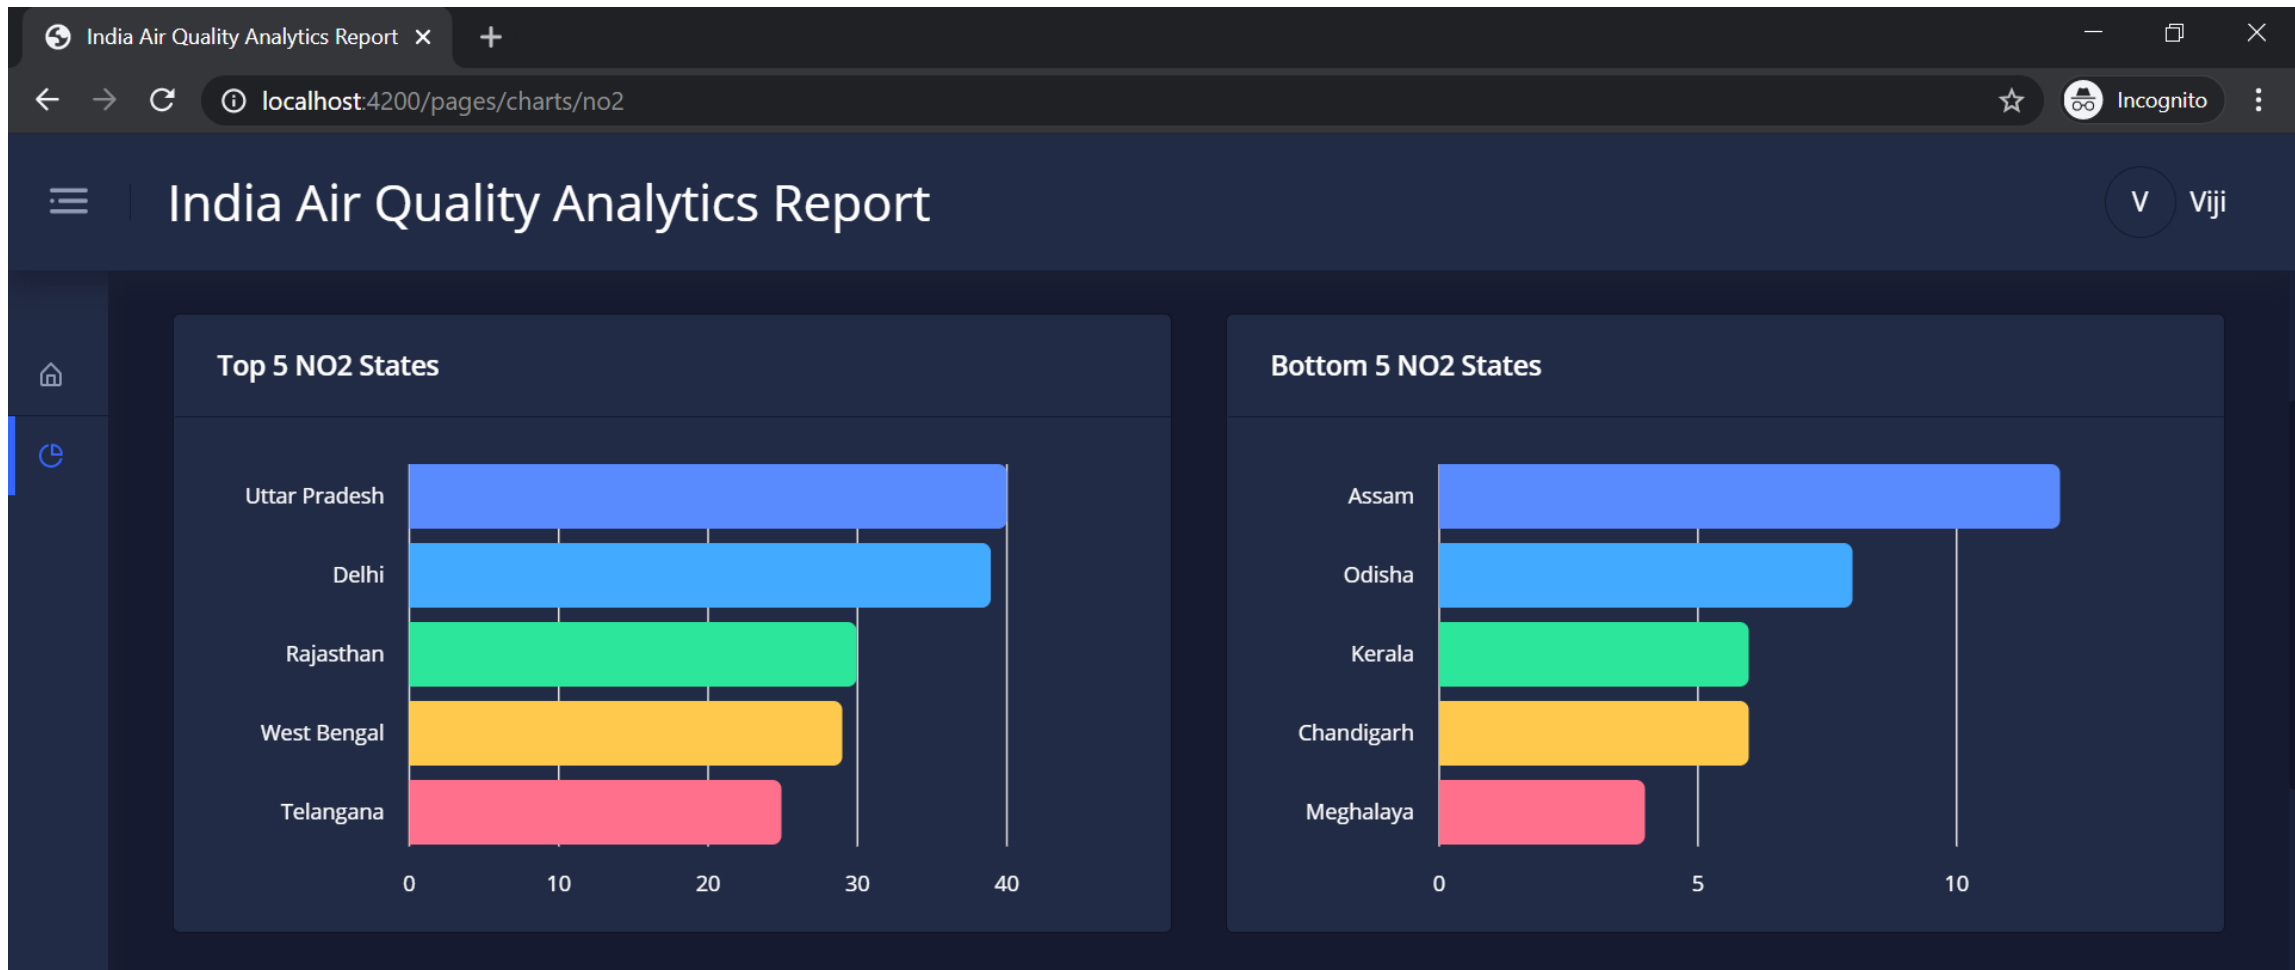 India Air Quality Analytics Report
localhost:4200/pages/charts/no2
Incognito
India Air Quality Analytics Report
V Viji
Top 5 NO2 States
Uttar Pradesh
Delhi
Rajasthan
West Bengal
Telangana
0 10 20 30 40
Bottom 5 NO2 States
Assam
Odisha
Kerala
Chandigarh
Meghalaya
0 5 10